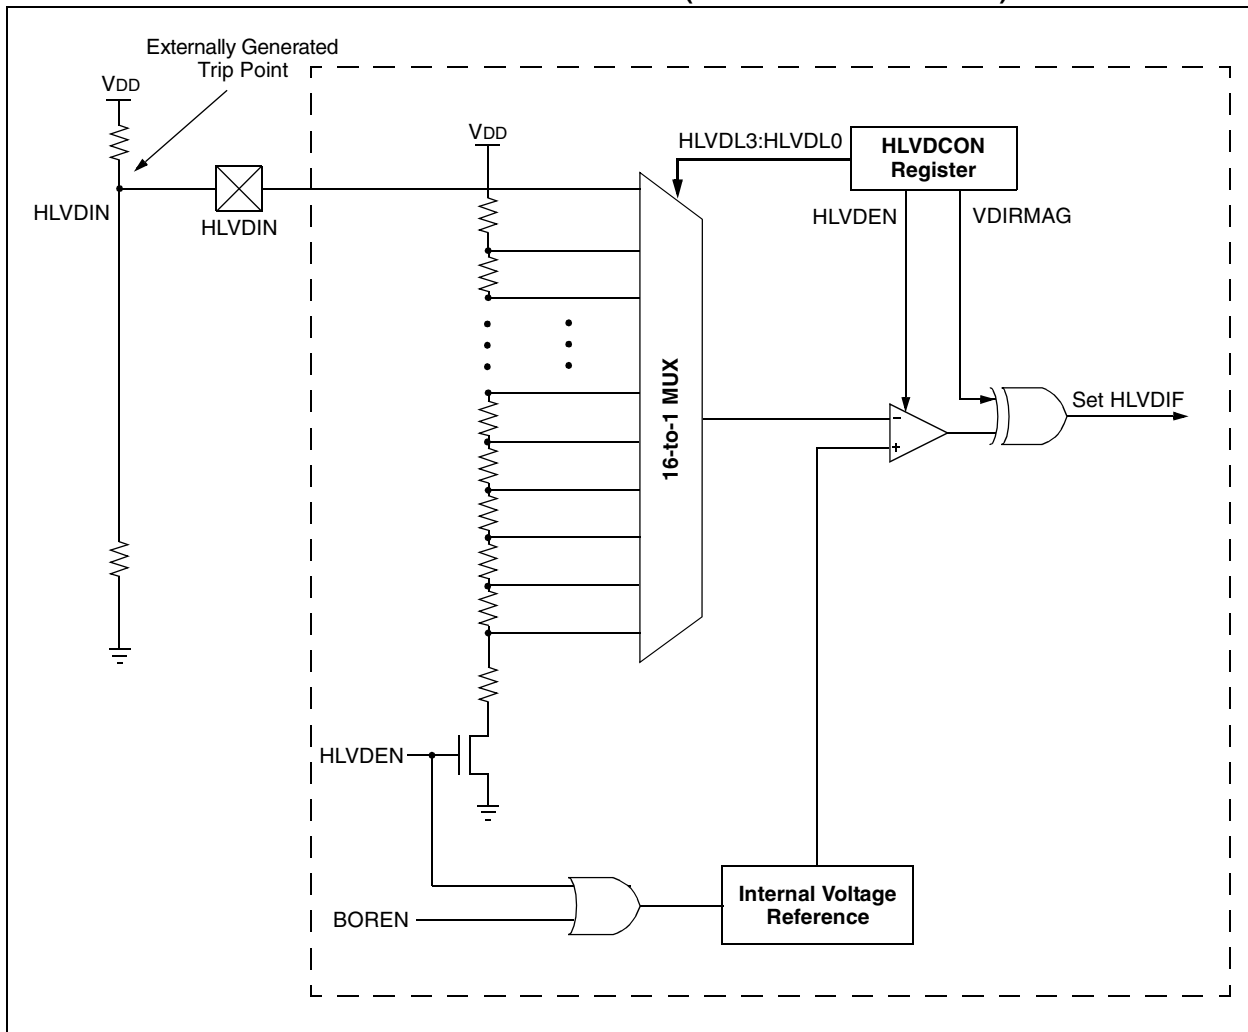 Externally Generated
Trip Point
VDD
VDD
HLVDL3:HLVDL0
HLVDCON
Register
HLVDIN
HLVDIN
HLVDEN
VDIRMAG
16-to-1 MUX
Set HLVDIF
-
+
HLVDEN
BOREN
Internal Voltage
Reference